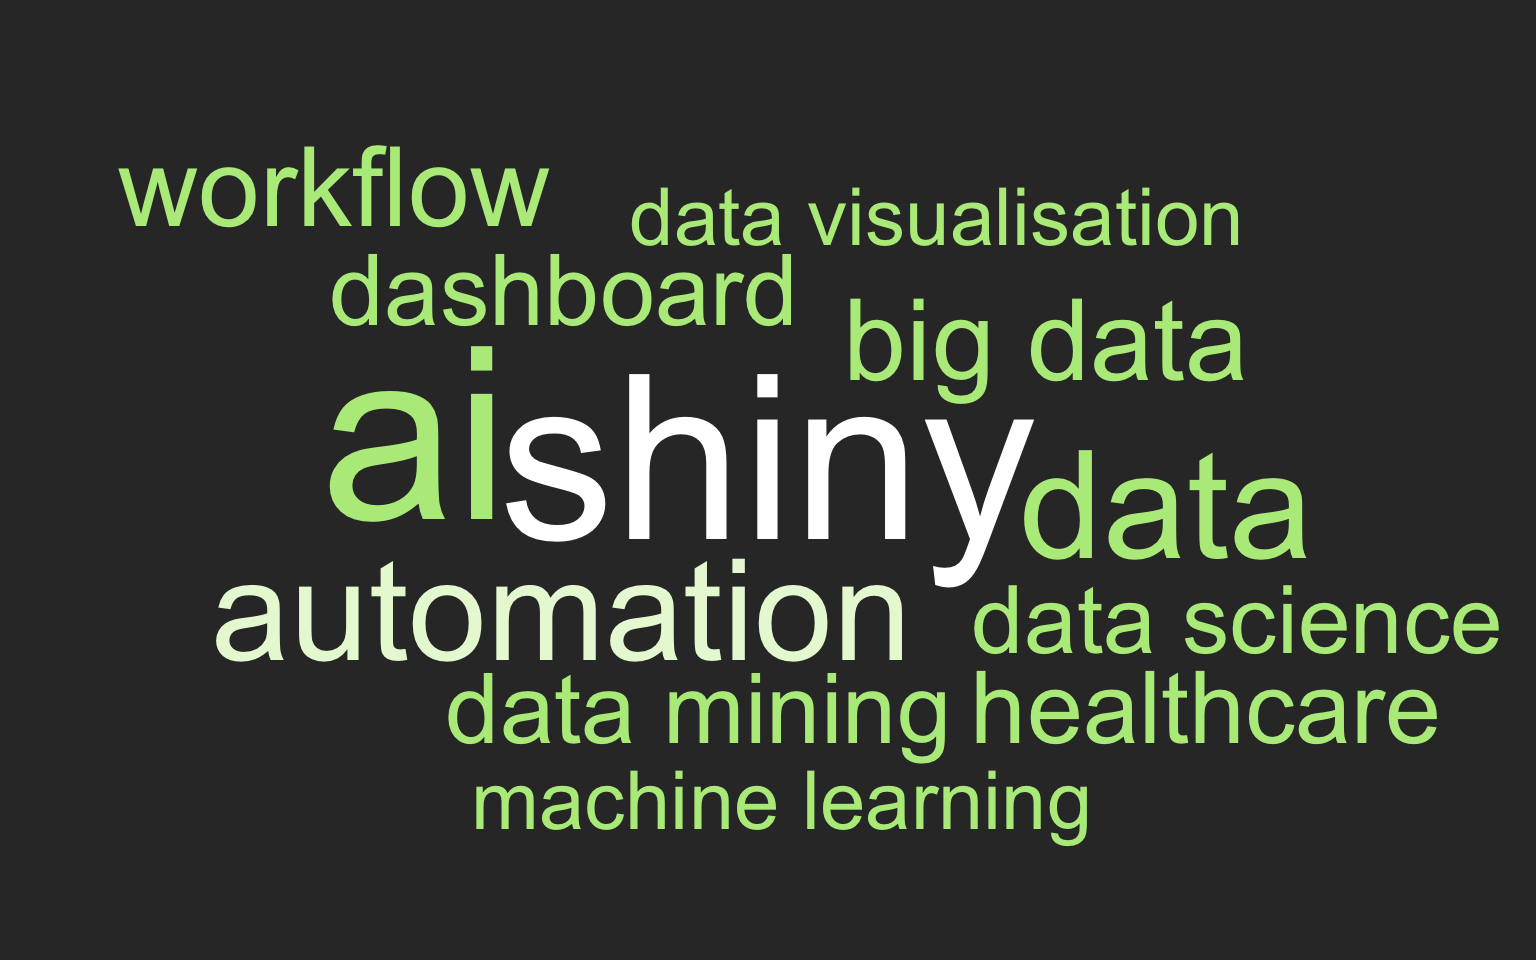 workflow
data visualisation
dashboard
big data
ai
shiny
data
automation
data science
data mining
healthcare
machine learning